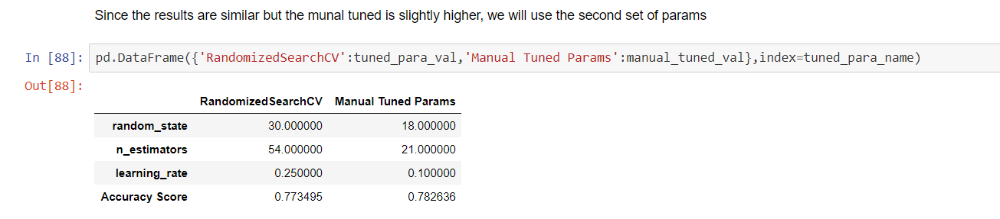 Since the results are similar but the munal tuned is slightly higher, we will use the second set of params
In [88]: pd.DataFrame({'RandomizedSearchCV':tuned_para_val,'Manual Tuned Params':manual_tuned_val},index=tuned_para_name)
Out[88]:
RandomizedSearchCV Manual Tuned Params
random_state 30.000000 18.000000
n_estimators 54.000000 21.000000
learning_rate 0.250000 0.100000
Accuracy Score 0.773495 0.782636